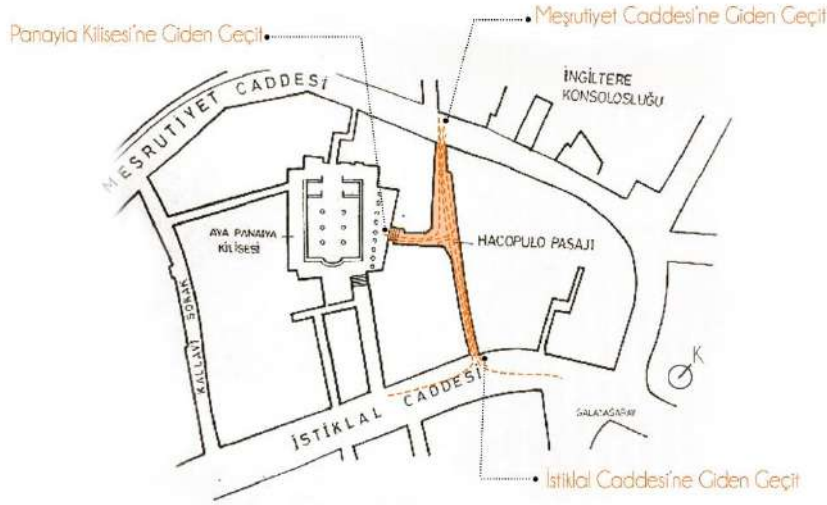 Meşrutiyet Caddesi'ne Giden Geçit
Panayia Kilisesi'ne Giden Geçit
İNGİLTERE
KONSOLOSLUĞU
MEŞRUTİYET CADDESİ
AYA PANAIYA
KİLİSESİ
HACOPULO PASAJI
KALLAVİ SOKAK
K
İSTİKLAL CADDESİ
GALATASARAY
İstiklal Caddesi'ne Giden Geçit